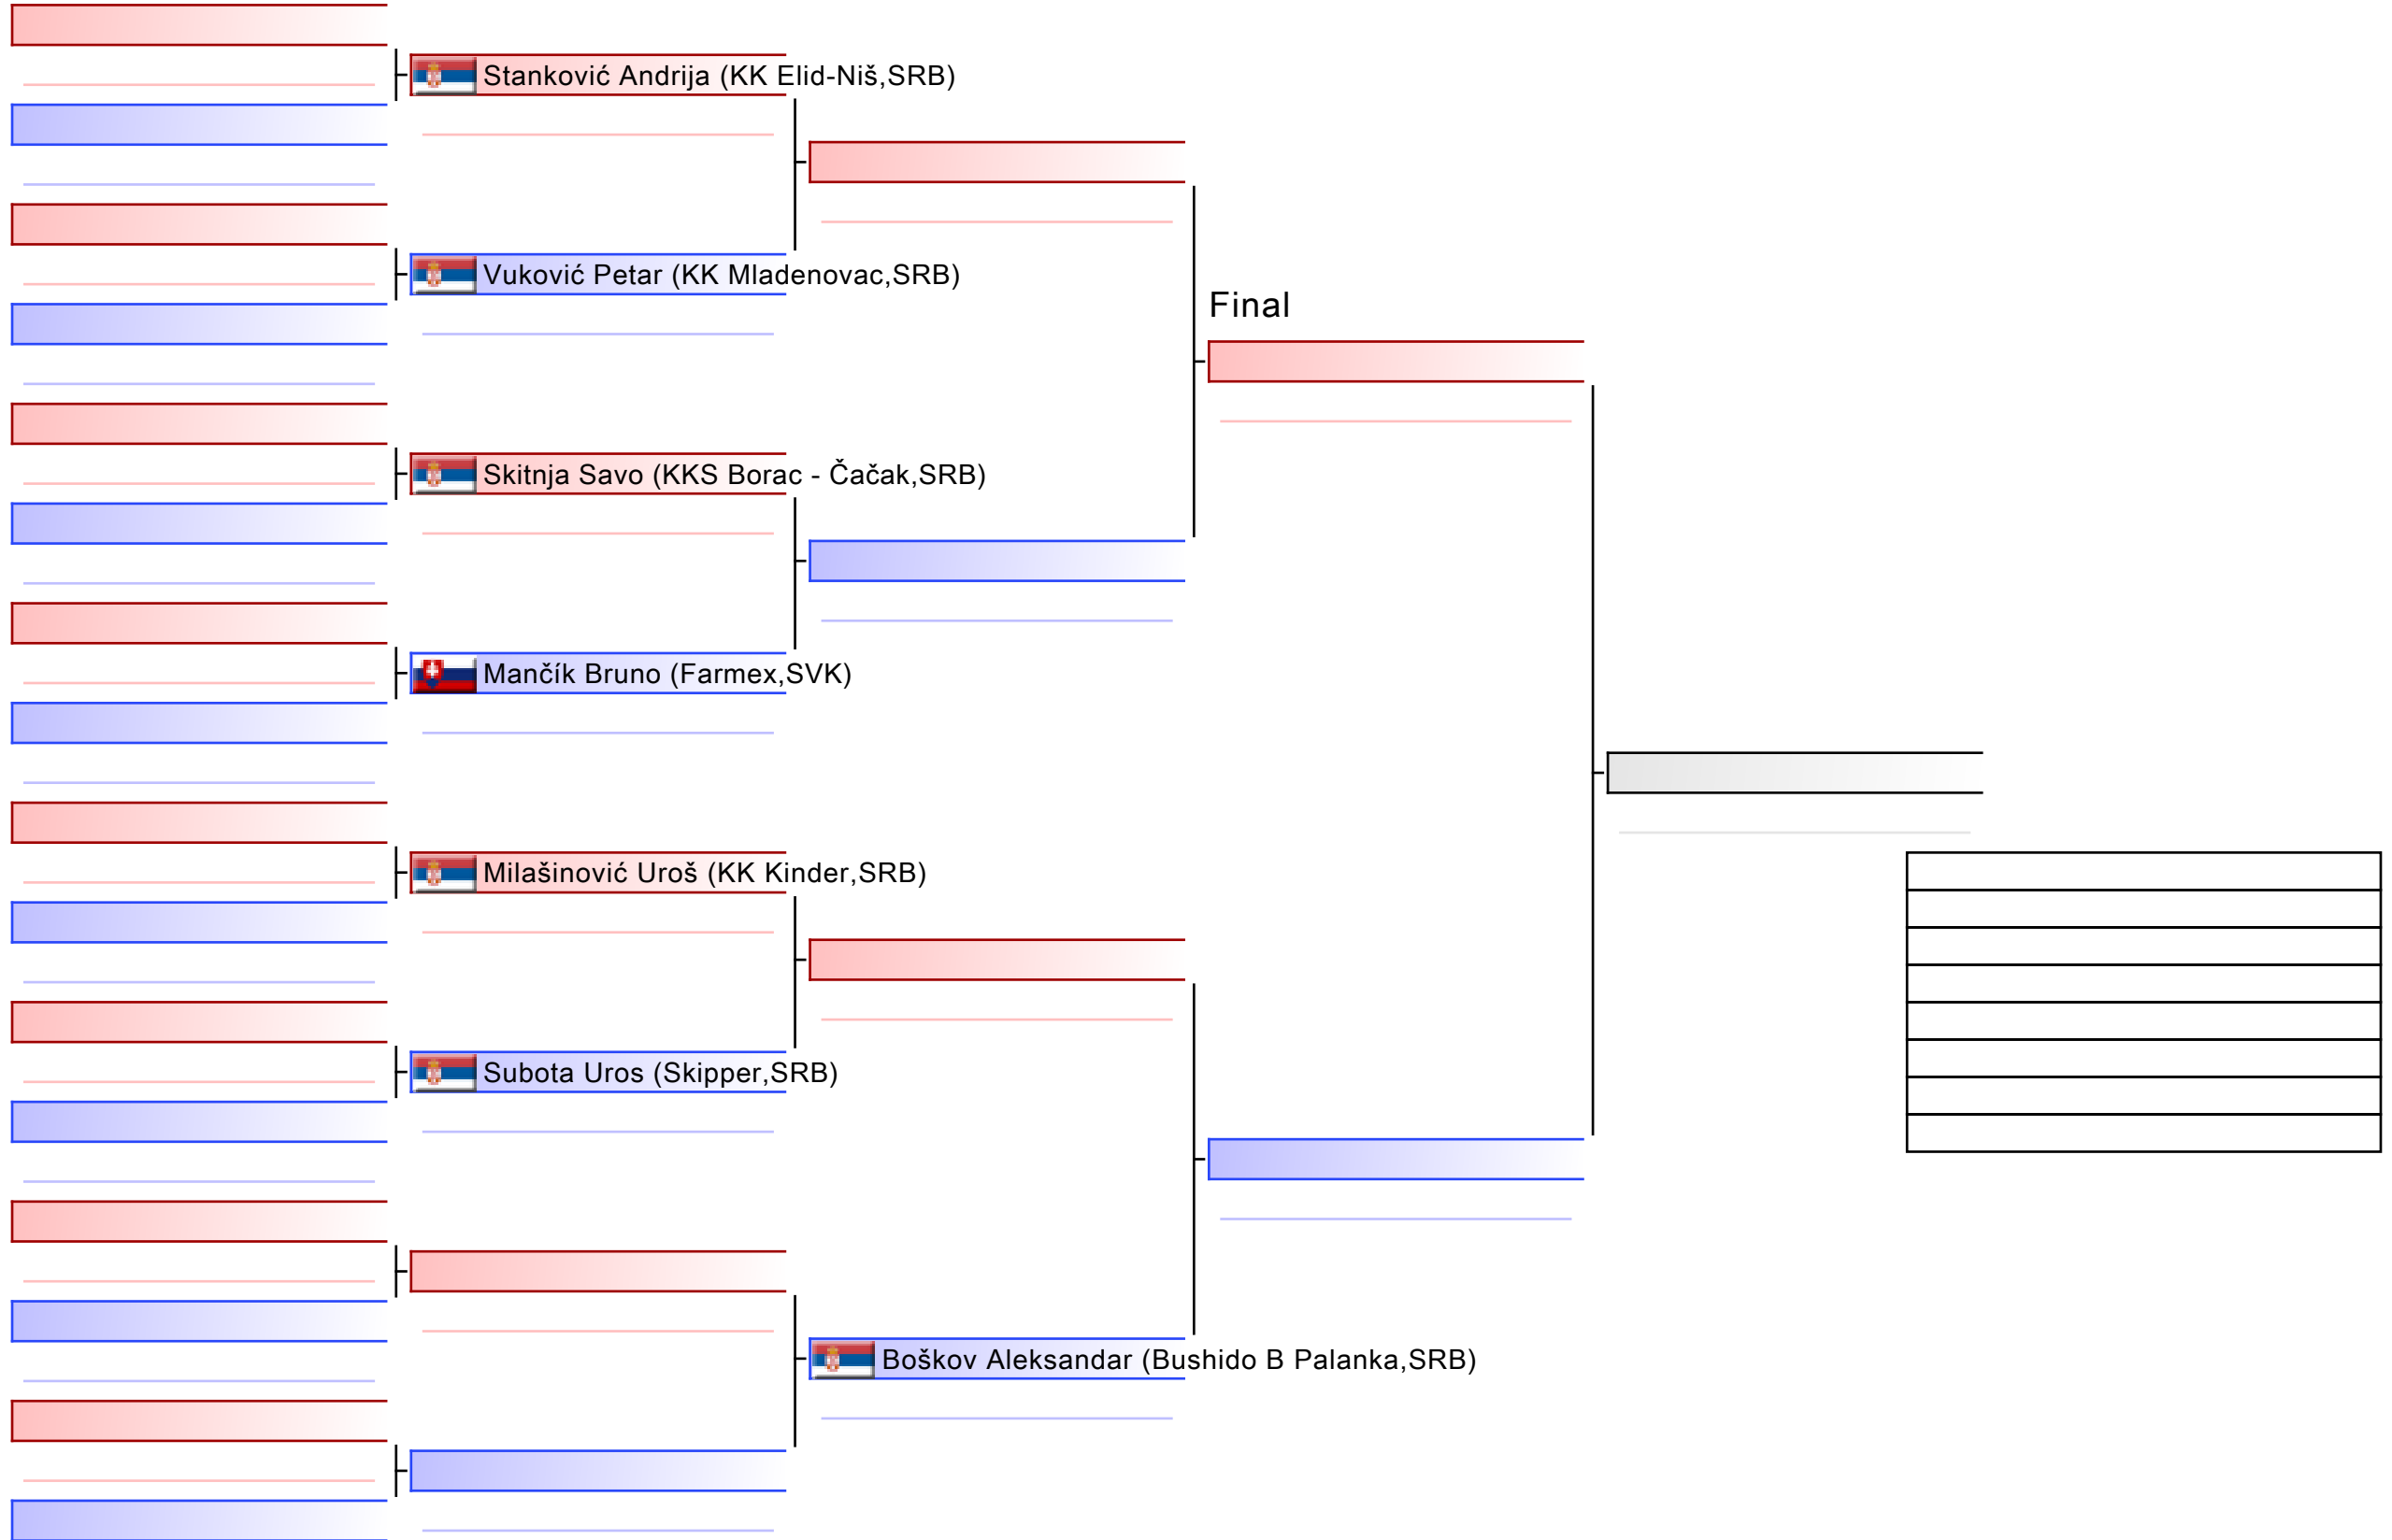 Stanković Andrija (KK Elid-Niš,SRB)
Vuković Petar (KK Mladenovac,SRB)
Final
Skitnja Savo (KKS Borac - Čačak,SRB)
Mančík Bruno (Farmex,SVK)
Milašinović Uroš (KK Kinder,SRB)
Subota Uros (Skipper,SRB)
Boškov Aleksandar (Bushido B Palanka,SRB)